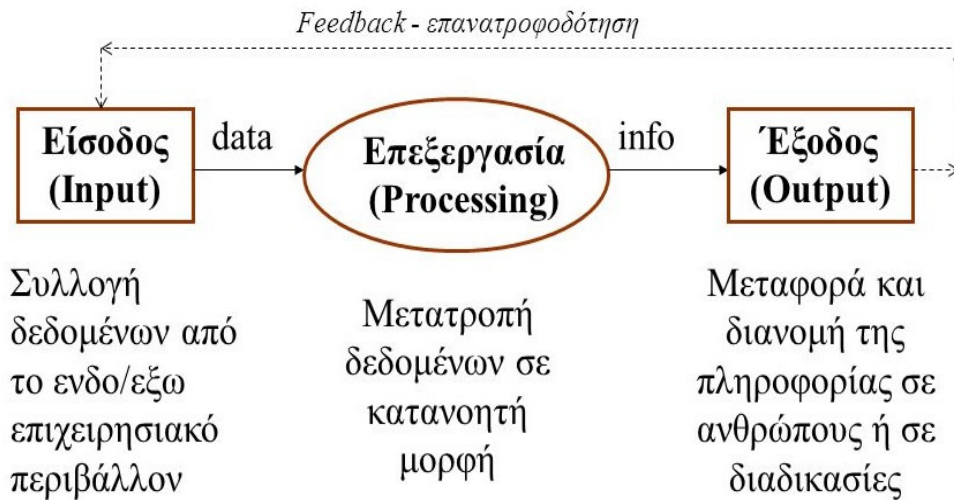 Feedback - επανατροφοδότηση
Είσοδος
(Input)
data
Επεξεργασία
(Processing)
info
Έξοδος
(Output)
Συλλογή
δεδομένων από
το ενδο/εξω
επιχειρησιακό
περιβάλλον
Μετατροπή
δεδομένων σε
κατανοητή
μορφή
Μεταφορά και
διανομή της
πληροφορίας σε
ανθρώπους ή σε
διαδικασίες